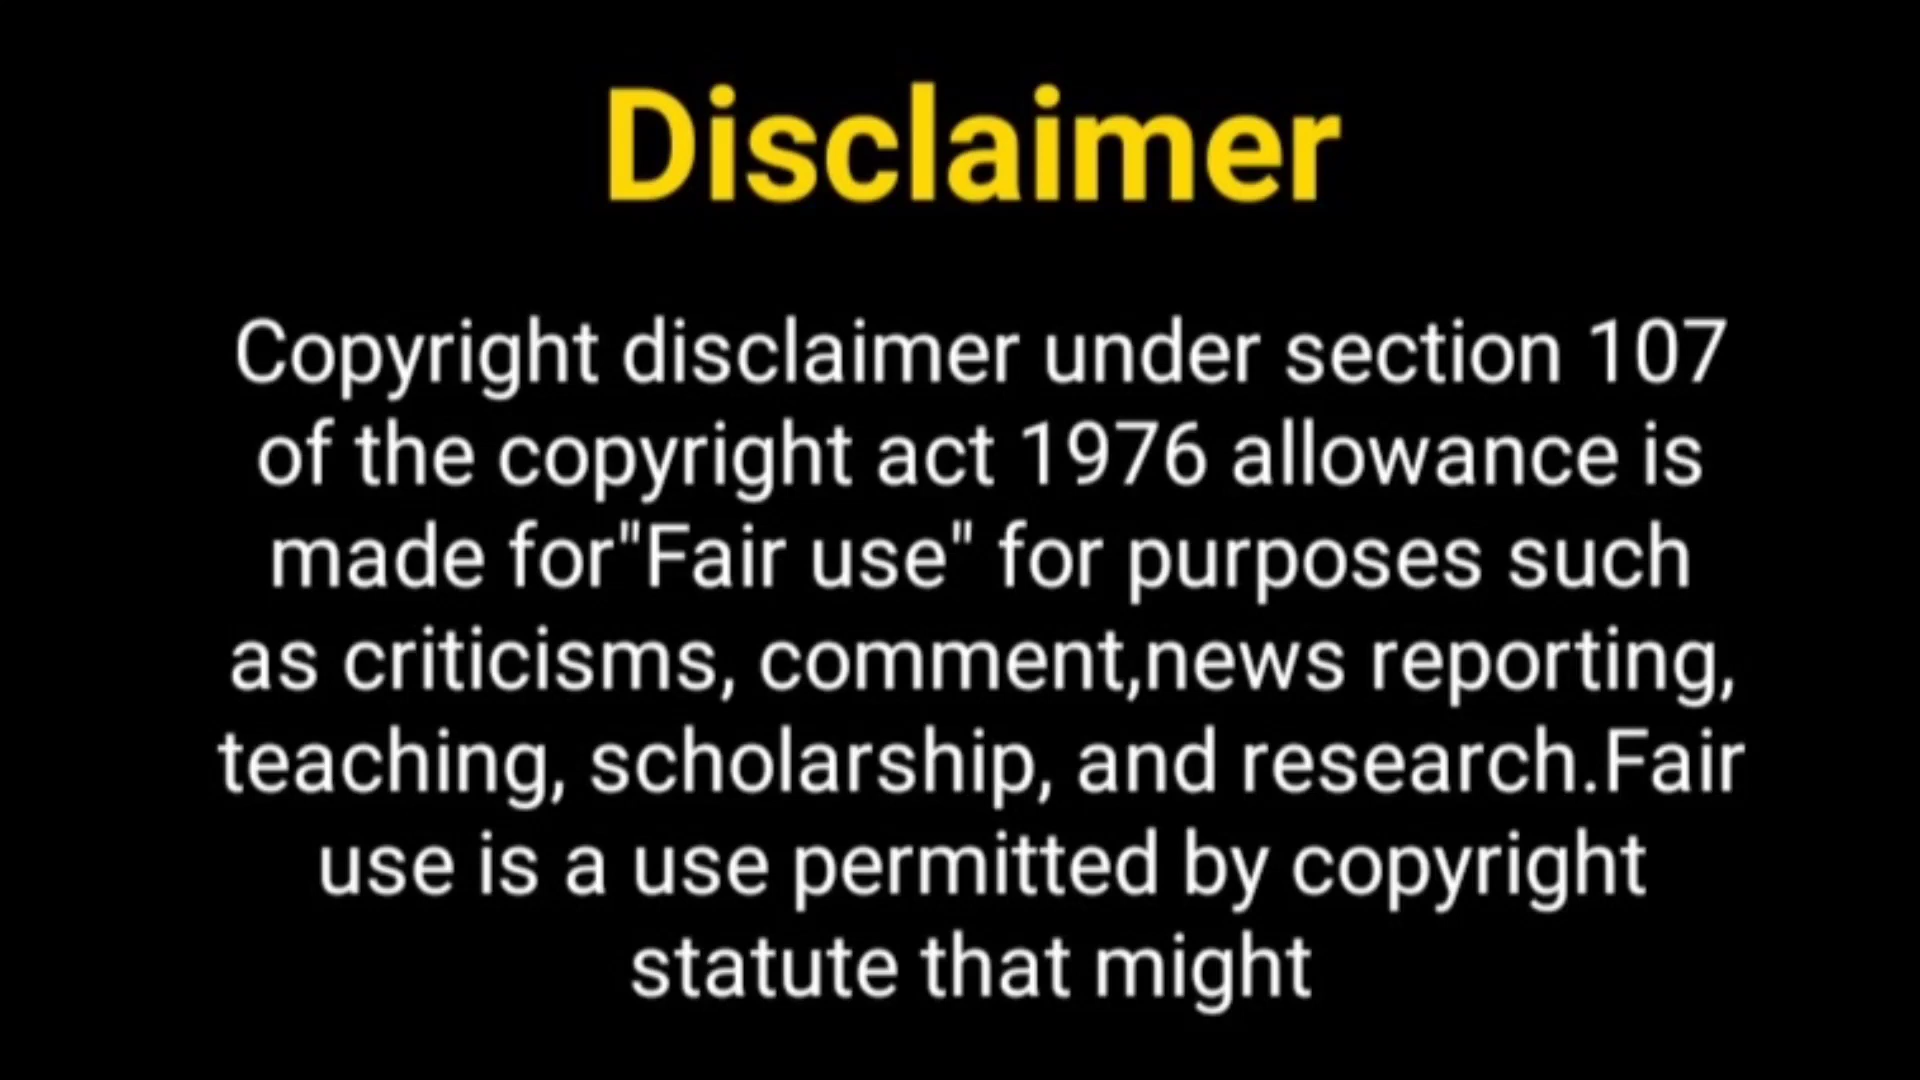 Disclaimer
Copyright disclaimer under section 107
of the copyright act 1976 allowance is
made for"Fair use" for purposes such
as criticisms, comment,news reporting,
teaching, scholarship, and research.Fair
use is a use permitted by copyright
statute that might